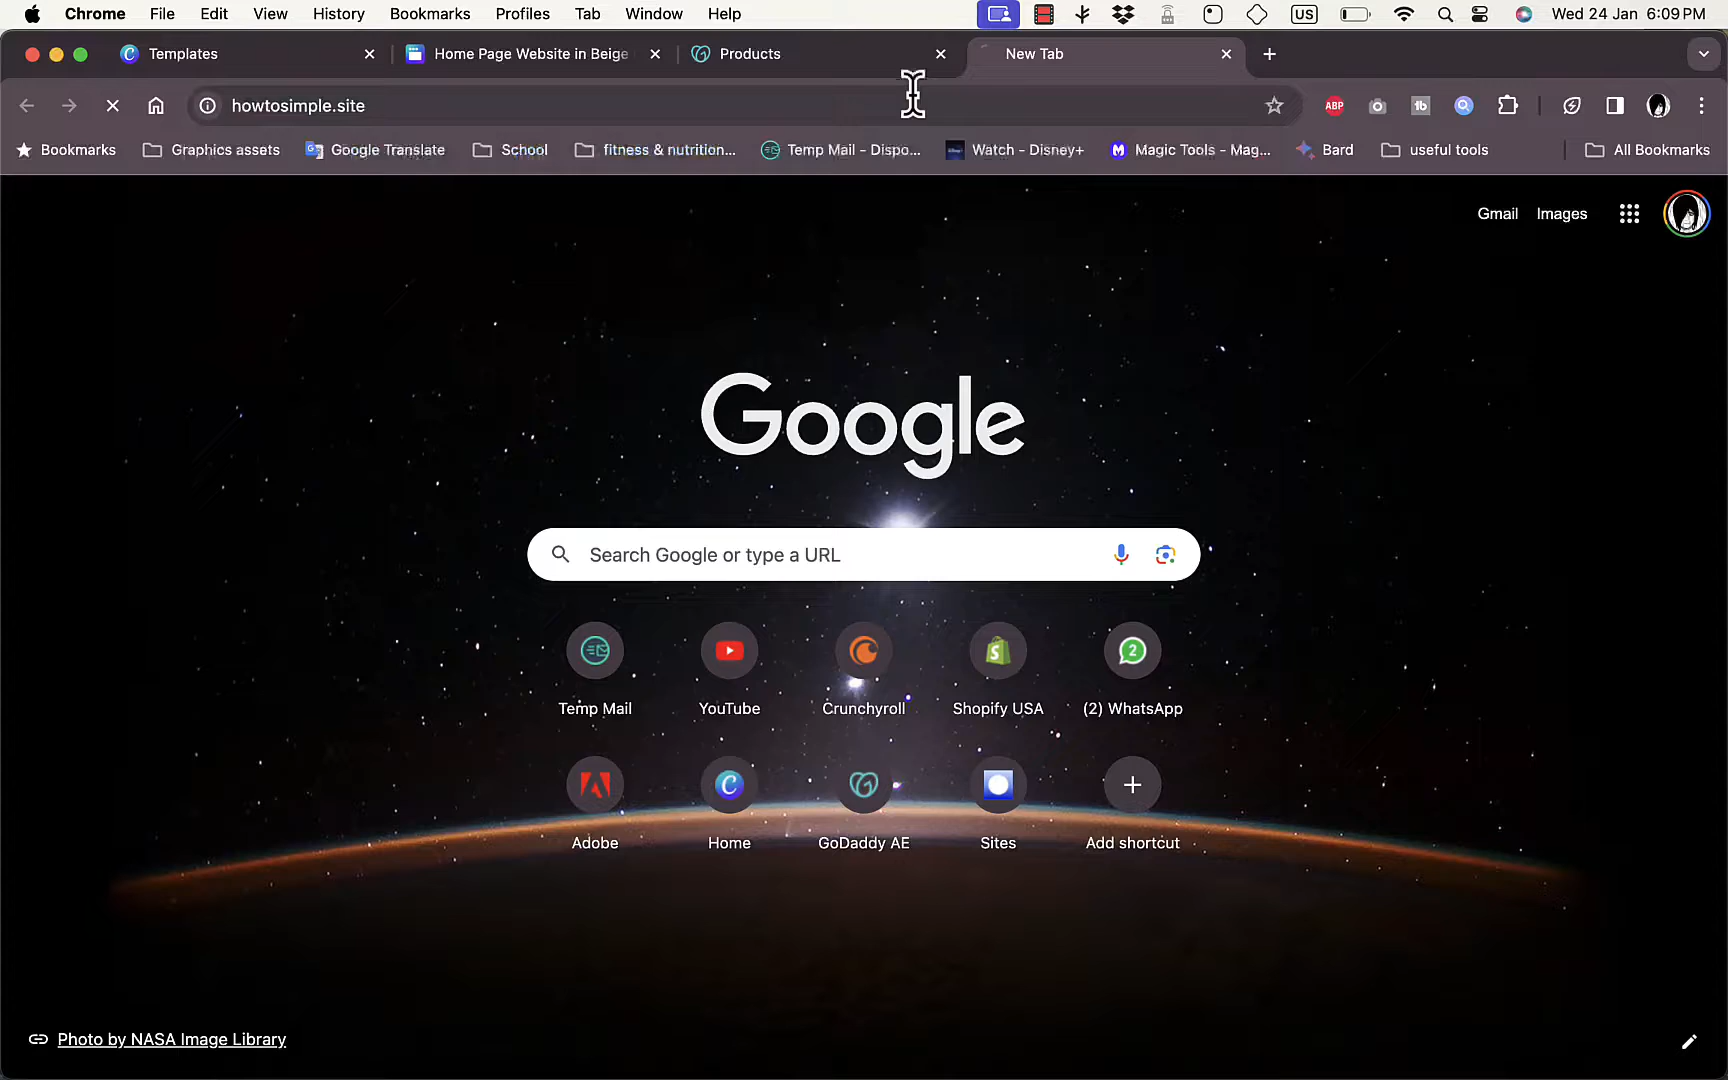 Chrome File Edit View History Bookmarks Profiles Tab Window Help US Wed 24 Jan 6:09 PM
Templates Home Page Website in Beige Products New Tab
howtosimple.site ABP tb
Bookmarks Graphics assets Google Translate School fitness & nutrition... Temp Mail - Dispo... Watch - Disney+ Magic Tools - Mag... Bard useful tools All Bookmarks
Gmail Images
Google
Search Google or type a URL
2
Temp Mail YouTube Crunchyroll Shopify USA (2) WhatsApp
Adobe Home GoDaddy AE Sites Add shortcut
Photo by NASA Image Library